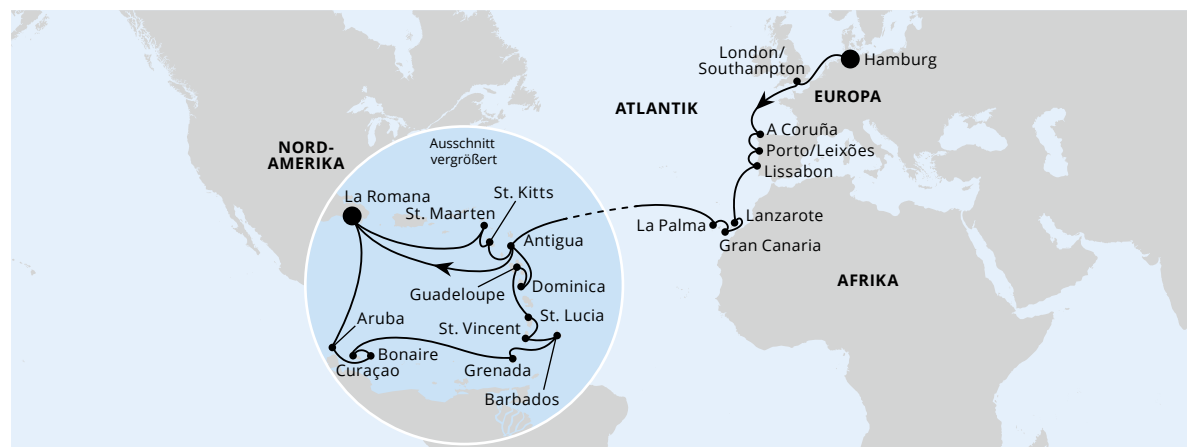 London/
Southampton
Hamburg
EUROPA
ATLANTIK
A Coruña
Porto/Leixões
Lissabon
NORD-
AMERIKA
Ausschnitt
vergrößert
La Romana
St. Kitts
St. Maarten
Antigua
La Palma
Lanzarote
Gran Canaria
AFRIKA
Guadeloupe
Dominica
St. Lucia
Aruba
St. Vincent
Bonaire
Curaçao
Grenada
Barbados